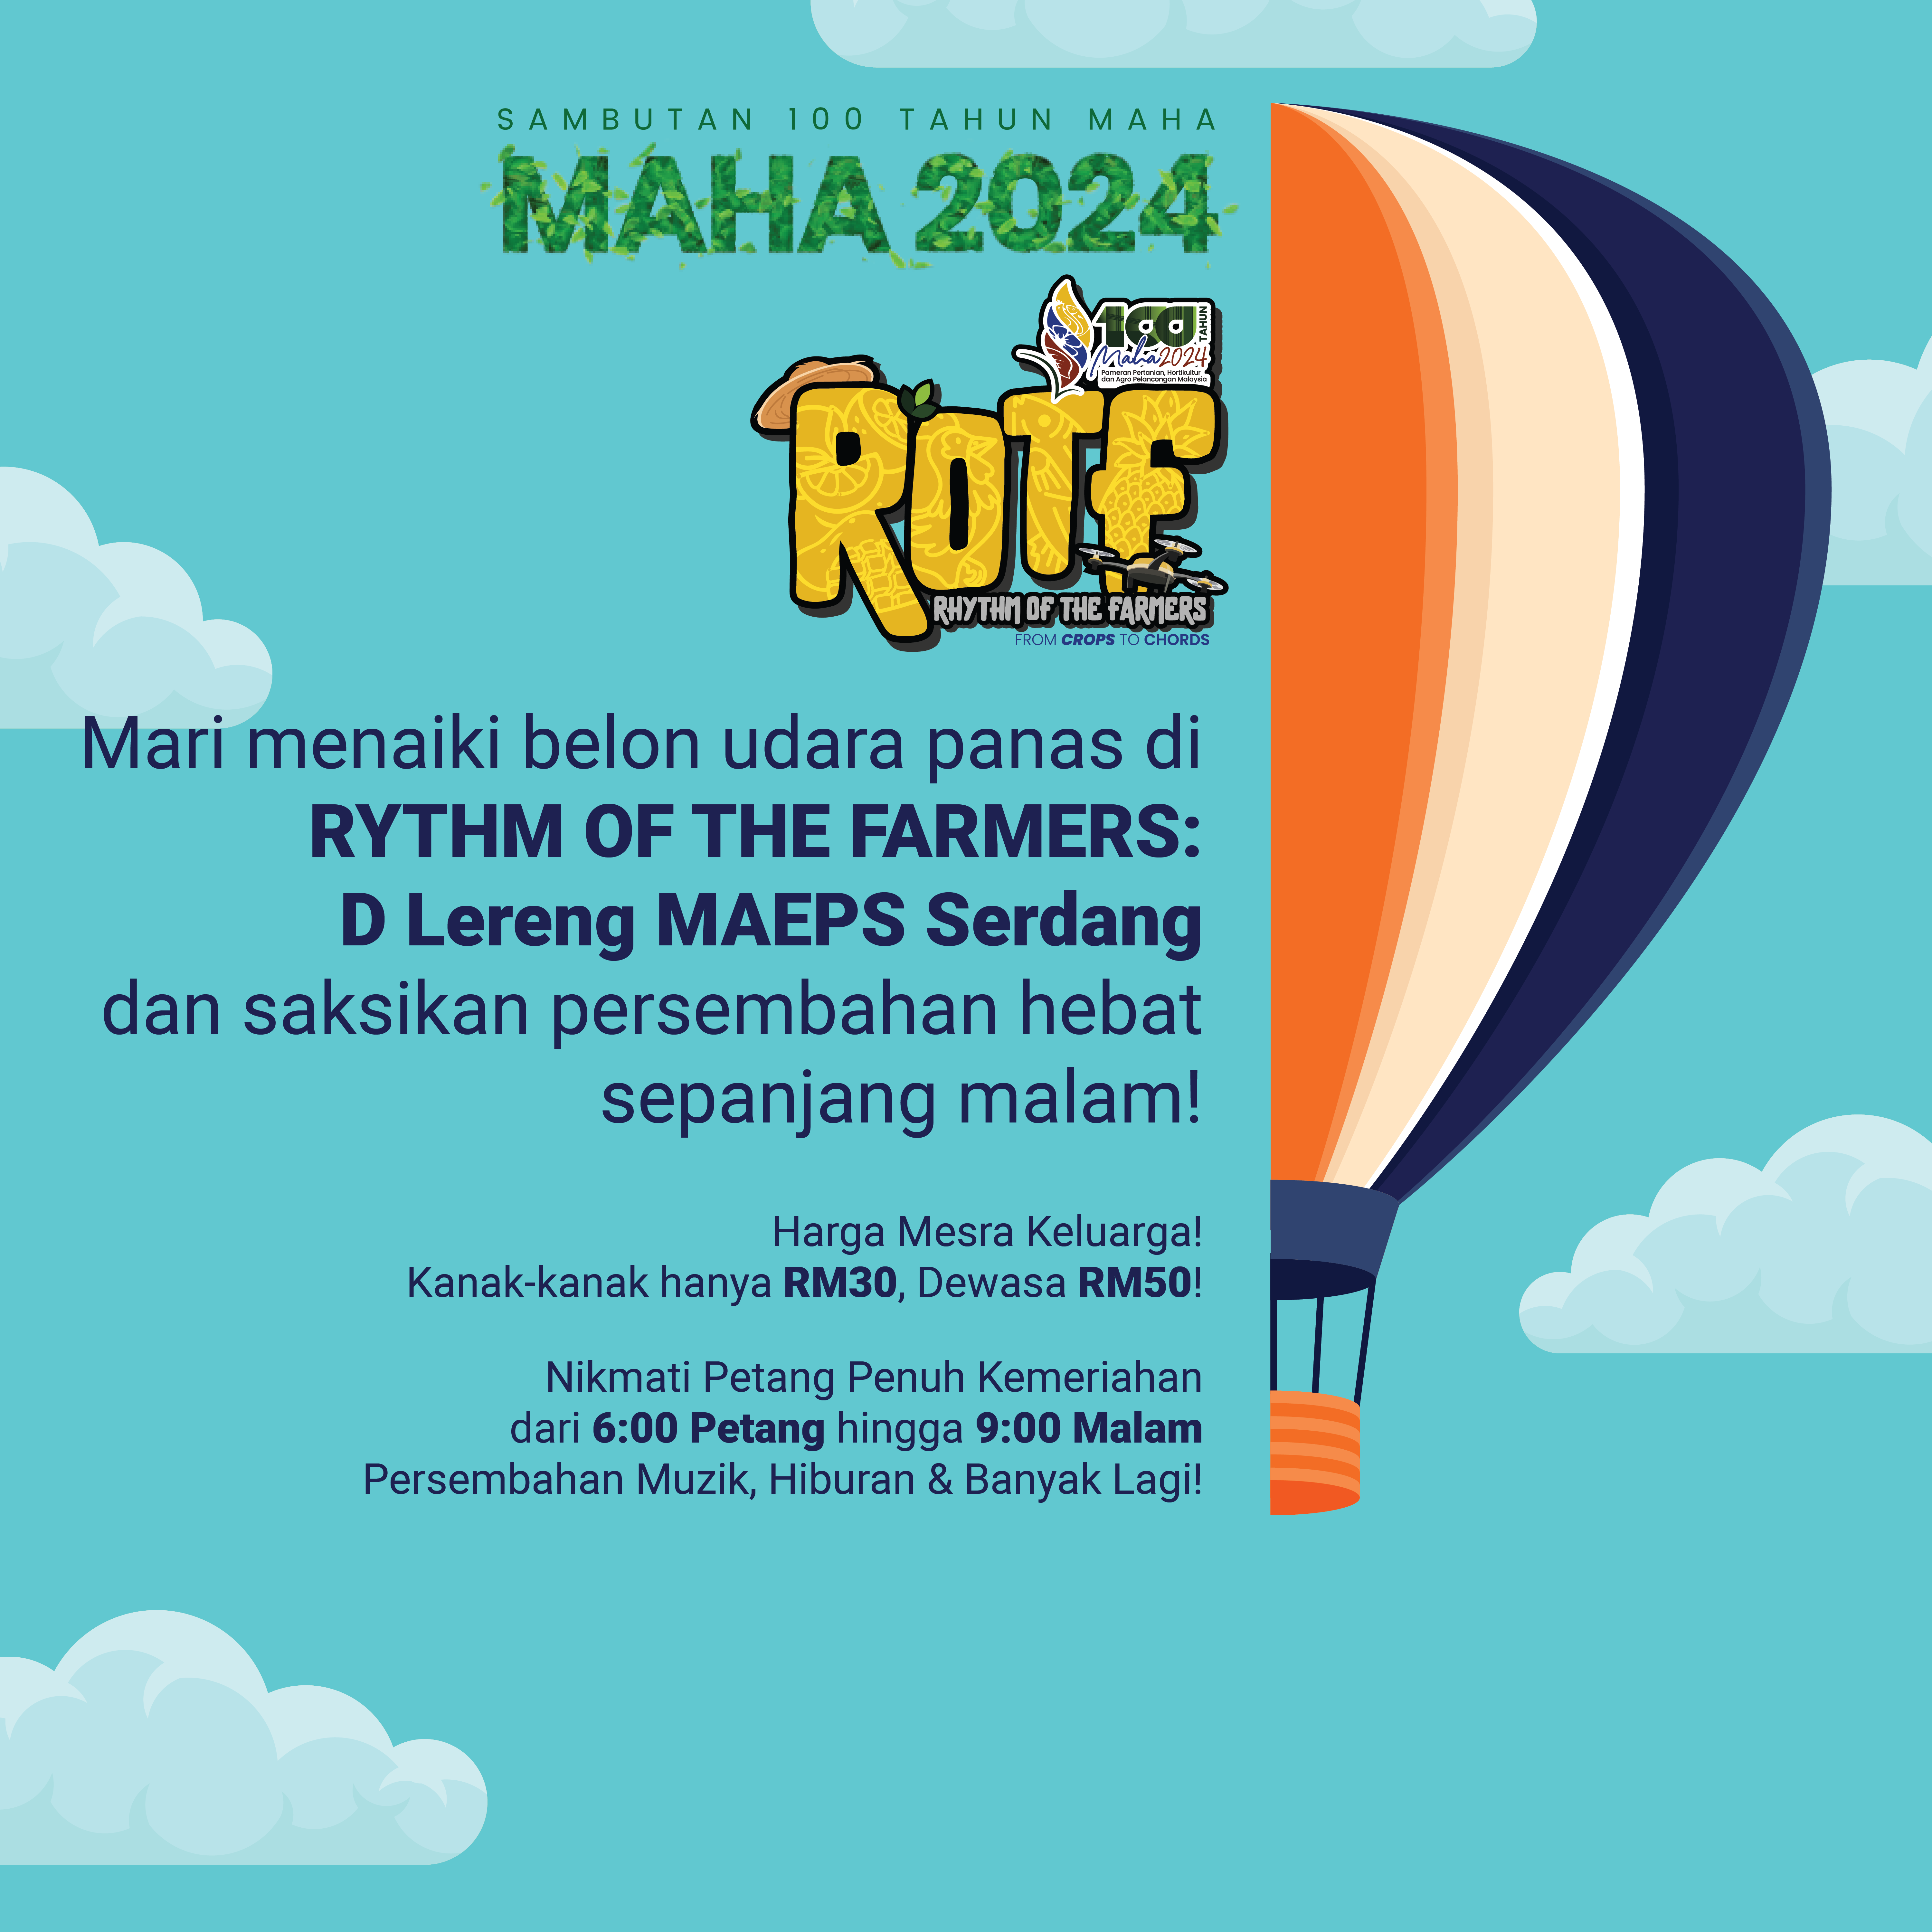 SAMBUTAN 100 TAHUN MAHA
MAHA 2024
100 TAHUN
Maha2024
Pameran Pertanian, Hortikultur
dan Agro Pelancongan Malaysia
ROTF
RHYTHM OF THE FARMERS
FROM CROPS TO CHORDS
Mari menaiki belon udara panas di
RYTHM OF THE FARMERS:
D Lereng MAEPS Serdang
dan saksikan persembahan hebat
sepanjang malam!
Harga Mesra Keluarga!
Kanak-kanak hanya RM30, Dewasa RM50!
Nikmati Petang Penuh Kemeriahan
dari 6:00 Petang hingga 9:00 Malam
Persembahan Muzik, Hiburan & Banyak Lagi!